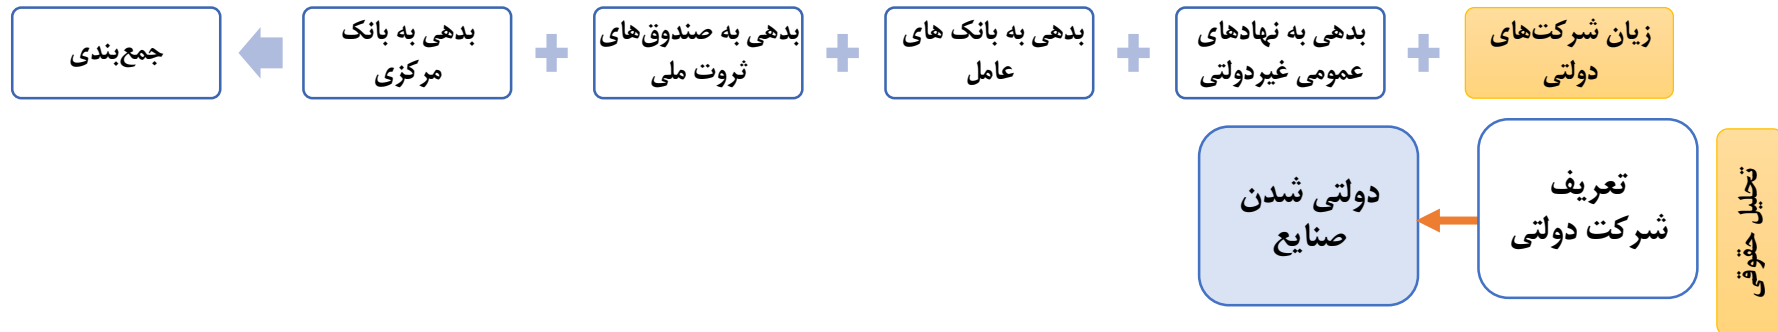 زیان شرکت‌های
دولتی
بدهی به نهادهای
عمومی غیردولتی
بدهی به بانک های
عامل
بدهی به صندوق‌های
ثروت ملی
بدهی به بانک
مرکزی
جمع‌بندی
تحلیل حقوقی
تعریف
شرکت دولتی
دولتی شدن
صنایع